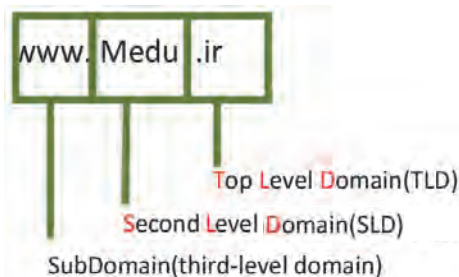 www. Medu .ir
Top Level Domain(TLD)
Second Level Domain(SLD)
SubDomain(third-level domain)